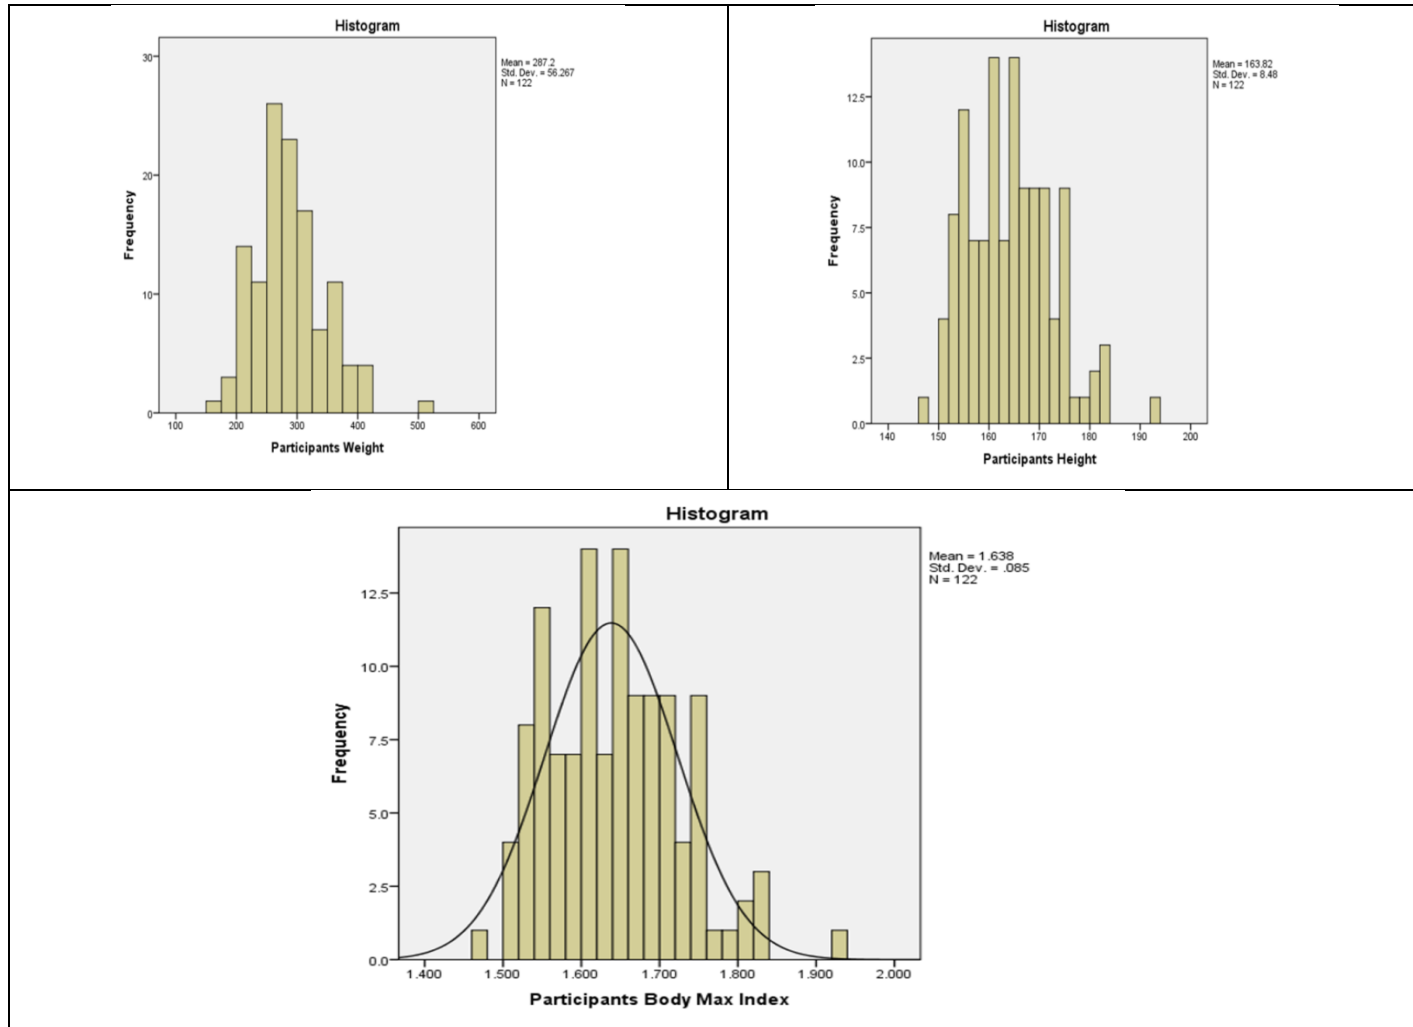 Histogram
Mean = 287.2
Std. Dev. = 56.267
N = 122
30
20
10
0
Frequency
100 200 300 400 500 600
Participants Weight
Histogram
Mean = 163.82
Std. Dev. = 8.48
N = 122
12.5
10.0
7.5
5.0
2.5
0.0
Frequency
140 150 160 170 180 190 200
Participants Height
Histogram
Mean = 1.638
Std. Dev. = .085
N = 122
12.5
10.0
7.5
5.0
2.5
0.0
Frequency
1.400 1.500 1.600 1.700 1.800 1.900 2.000
Participants Body Max Index